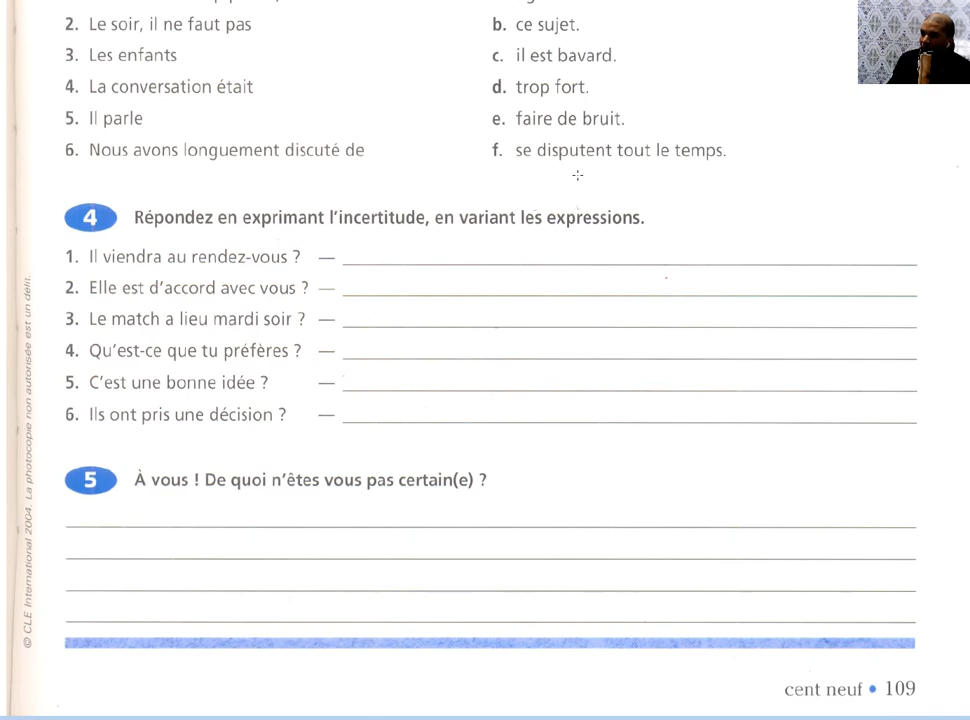 2. Le soir, il ne faut pas
b. ce sujet.
3. Les enfants
c. il est bavard.
4. La conversation était
d. trop fort.
5. Il parle
e. faire de bruit.
6. Nous avons longuement discuté de
f. se disputent tout le temps.
4 Répondez en exprimant l'incertitude, en variant les expressions.
1. Il viendra au rendez-vous ? —
2. Elle est d'accord avec vous ? —
3. Le match a lieu mardi soir ? —
4. Qu'est-ce que tu préfères ? —
5. C'est une bonne idée ? —
6. Ils ont pris une décision ? —
5 À vous ! De quoi n'êtes vous pas certain(e) ?
© CLE International 2004. La photocopie non autorisée est un délit.
cent neuf • 109